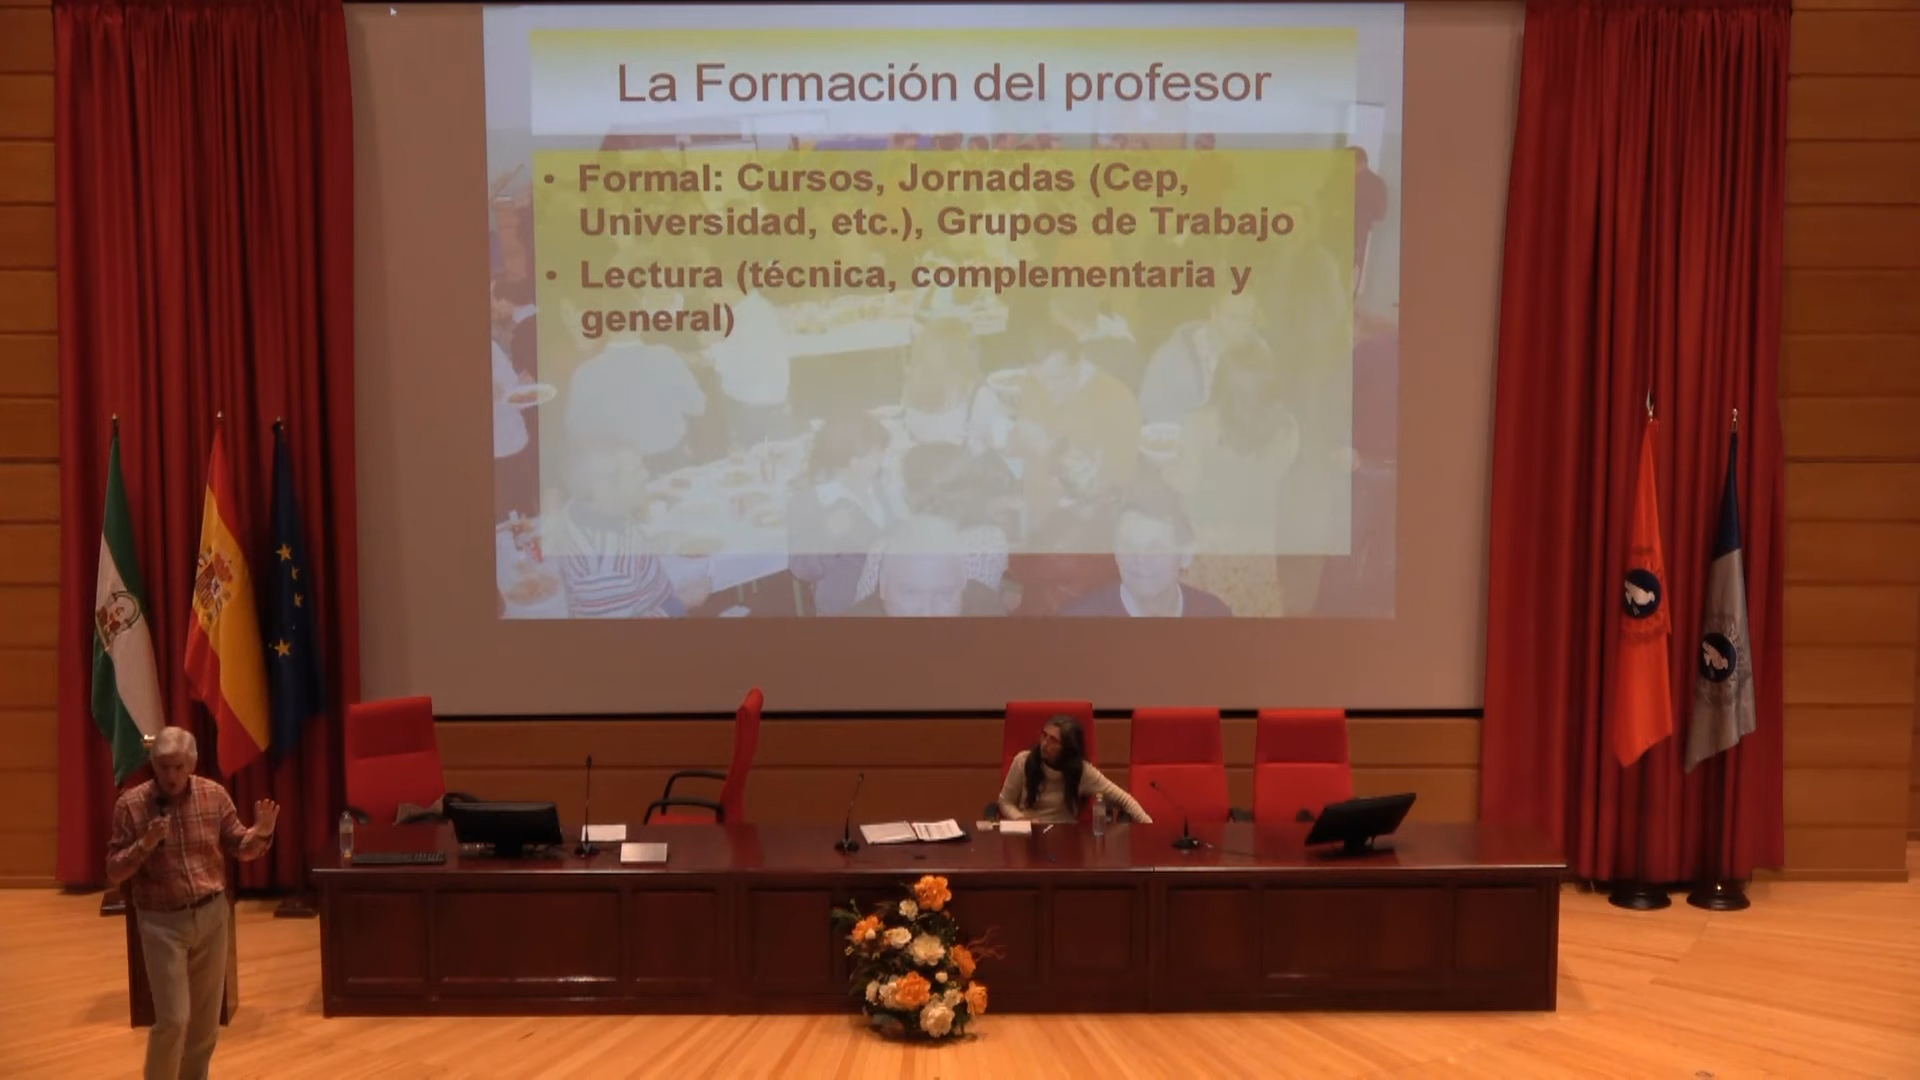 La Formación del profesor
• Formal: Cursos, Jornadas (Cep,
Universidad, etc.), Grupos de Trabajo
• Lectura (técnica, complementaria y
general)